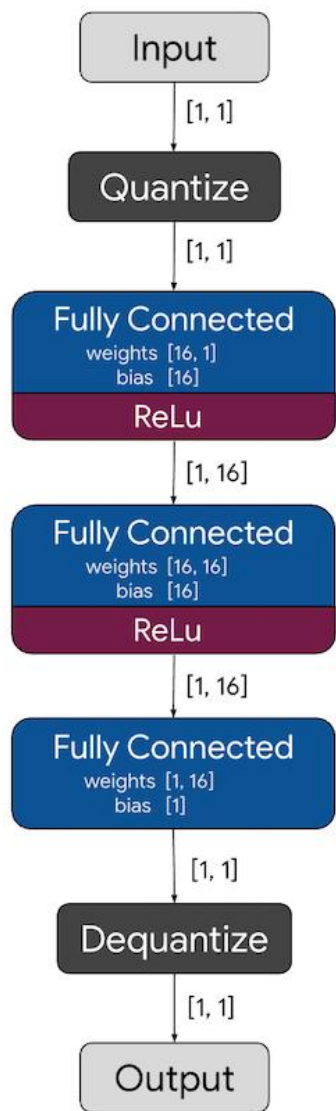 Input
[1, 1]
Quantize
[1, 1]
Fully Connected
weights [16, 1]
bias [16]
ReLu
[1, 16]
Fully Connected
weights [16, 16]
bias [16]
ReLu
[1, 16]
Fully Connected
weights [1, 16]
bias [1]
[1, 1]
Dequantize
[1, 1]
Output